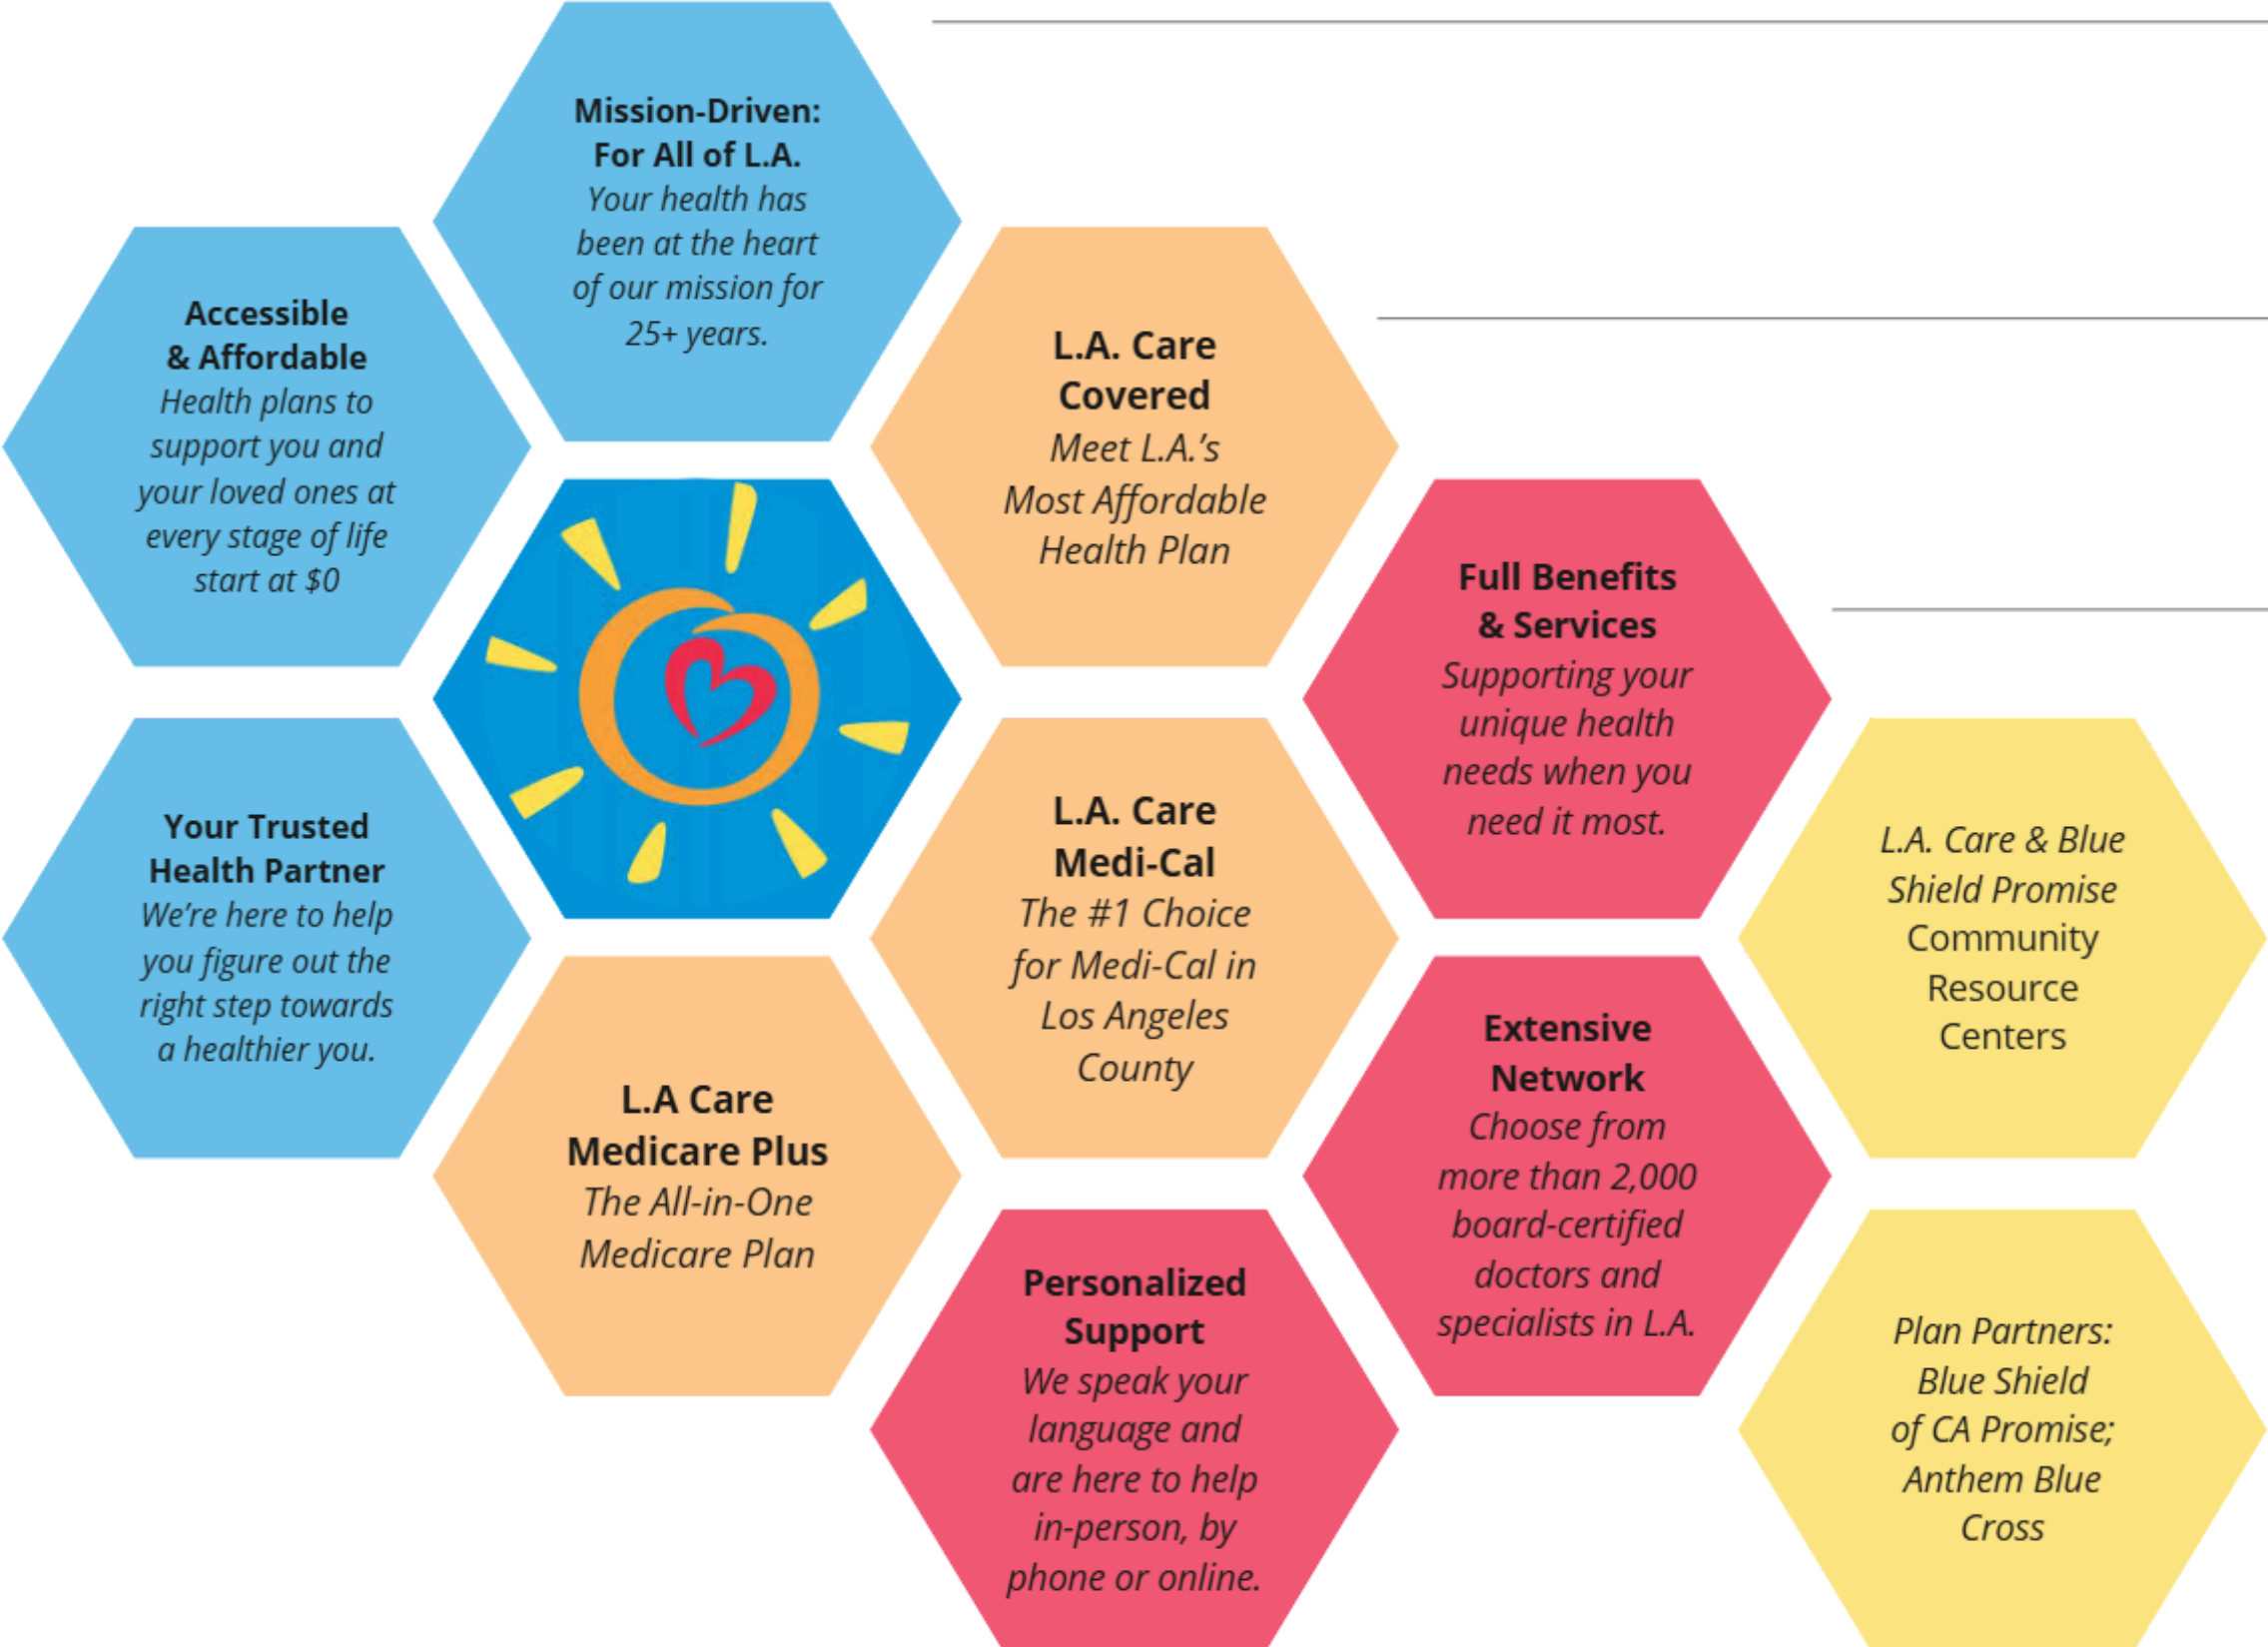 Mission-Driven:
For All of L.A.
Your health has
been at the heart
of our mission for
25+ years.
Accessible
& Affordable
Health plans to
support you and
your loved ones at
every stage of life
start at $0
L.A. Care
Covered
Meet L.A.’s
Most Affordable
Health Plan
Full Benefits
& Services
Supporting your
unique health
needs when you
need it most.
Your Trusted
Health Partner
We’re here to help
you figure out the
right step towards
a healthier you.
L.A. Care
Medi-Cal
The #1 Choice
for Medi-Cal in
Los Angeles
County
L.A. Care & Blue
Shield Promise
Community
Resource
Centers
L.A Care
Medicare Plus
The All-in-One
Medicare Plan
Extensive
Network
Choose from
more than 2,000
board-certified
doctors and
specialists in L.A.
Personalized
Support
We speak your
language and
are here to help
in-person, by
phone or online.
Plan Partners:
Blue Shield
of CA Promise;
Anthem Blue
Cross